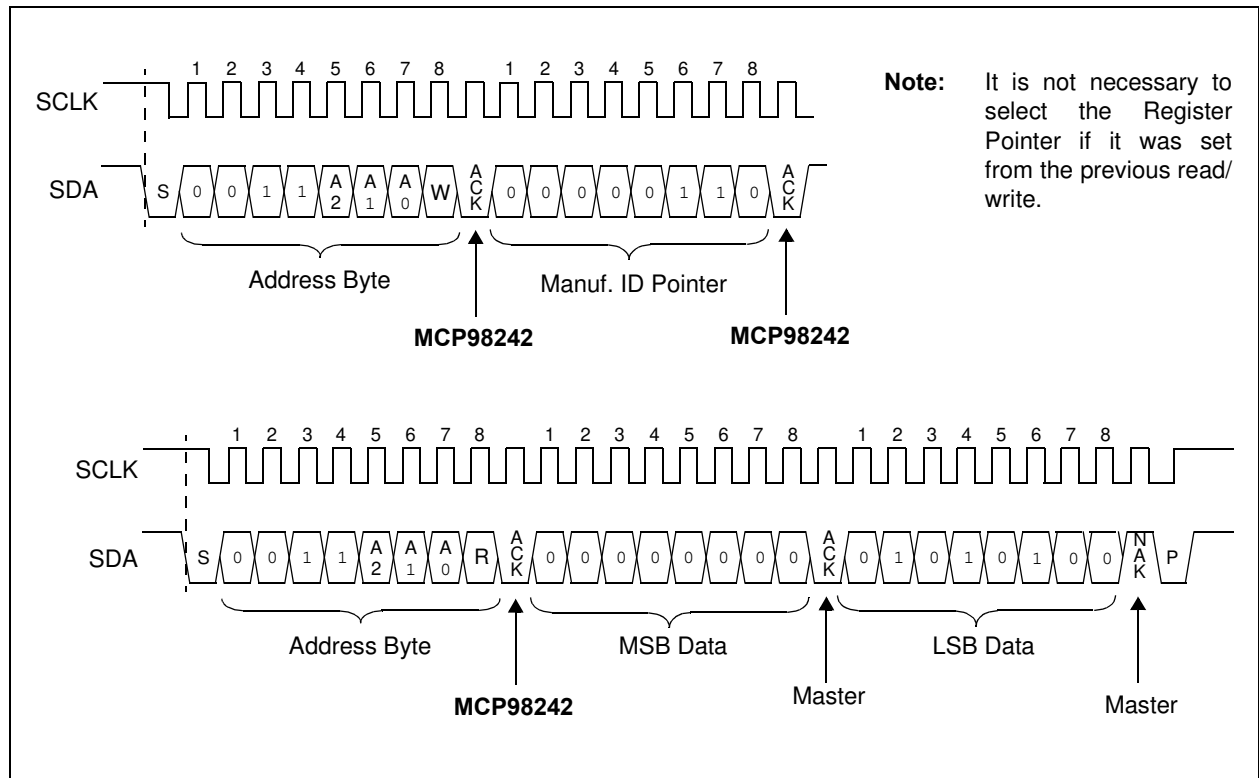 1 2 3 4 5 6 7 8 1 2 3 4 5 6 7 8
SCLK
SDA S 0 0 1 1 A2 A1 A0 W ACK 0 0 0 0 0 1 1 0 ACK
Address Byte Manuf. ID Pointer
MCP98242 MCP98242
Note: It is not necessary to
select the Register
Pointer if it was set
from the previous read/
write.
1 2 3 4 5 6 7 8 1 2 3 4 5 6 7 8 1 2 3 4 5 6 7 8
SCLK
SDA S 0 0 1 1 A2 A1 A0 R ACK 0 0 0 0 0 0 0 0 ACK 0 1 0 1 0 1 0 0 NAK P
Address Byte MSB Data LSB Data
MCP98242 Master Master